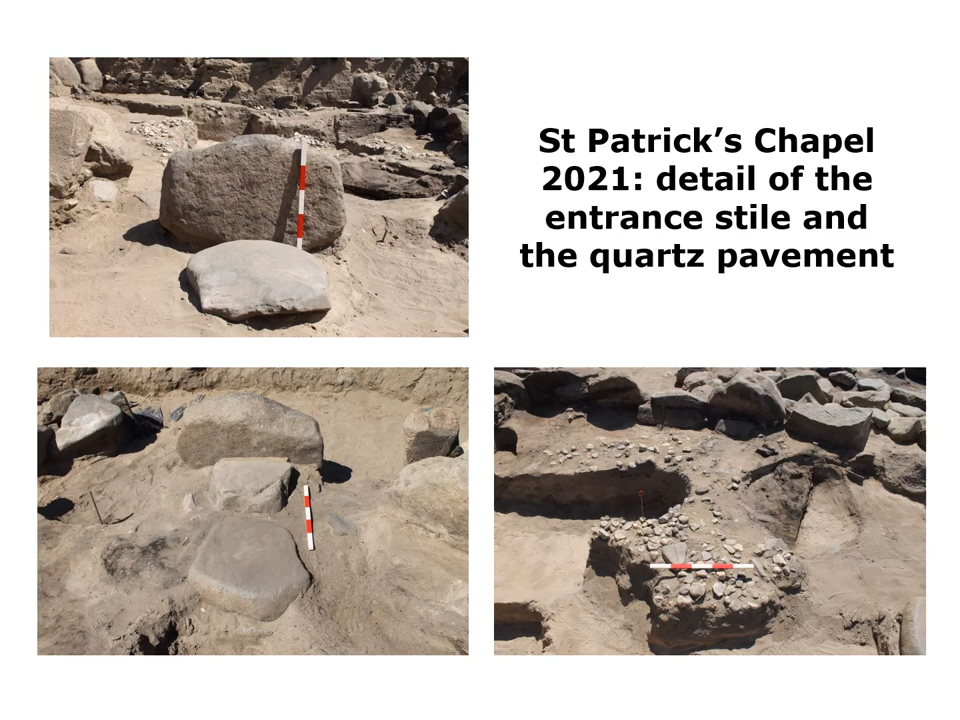 St Patrick’s Chapel
2021: detail of the
entrance stile and
the quartz pavement